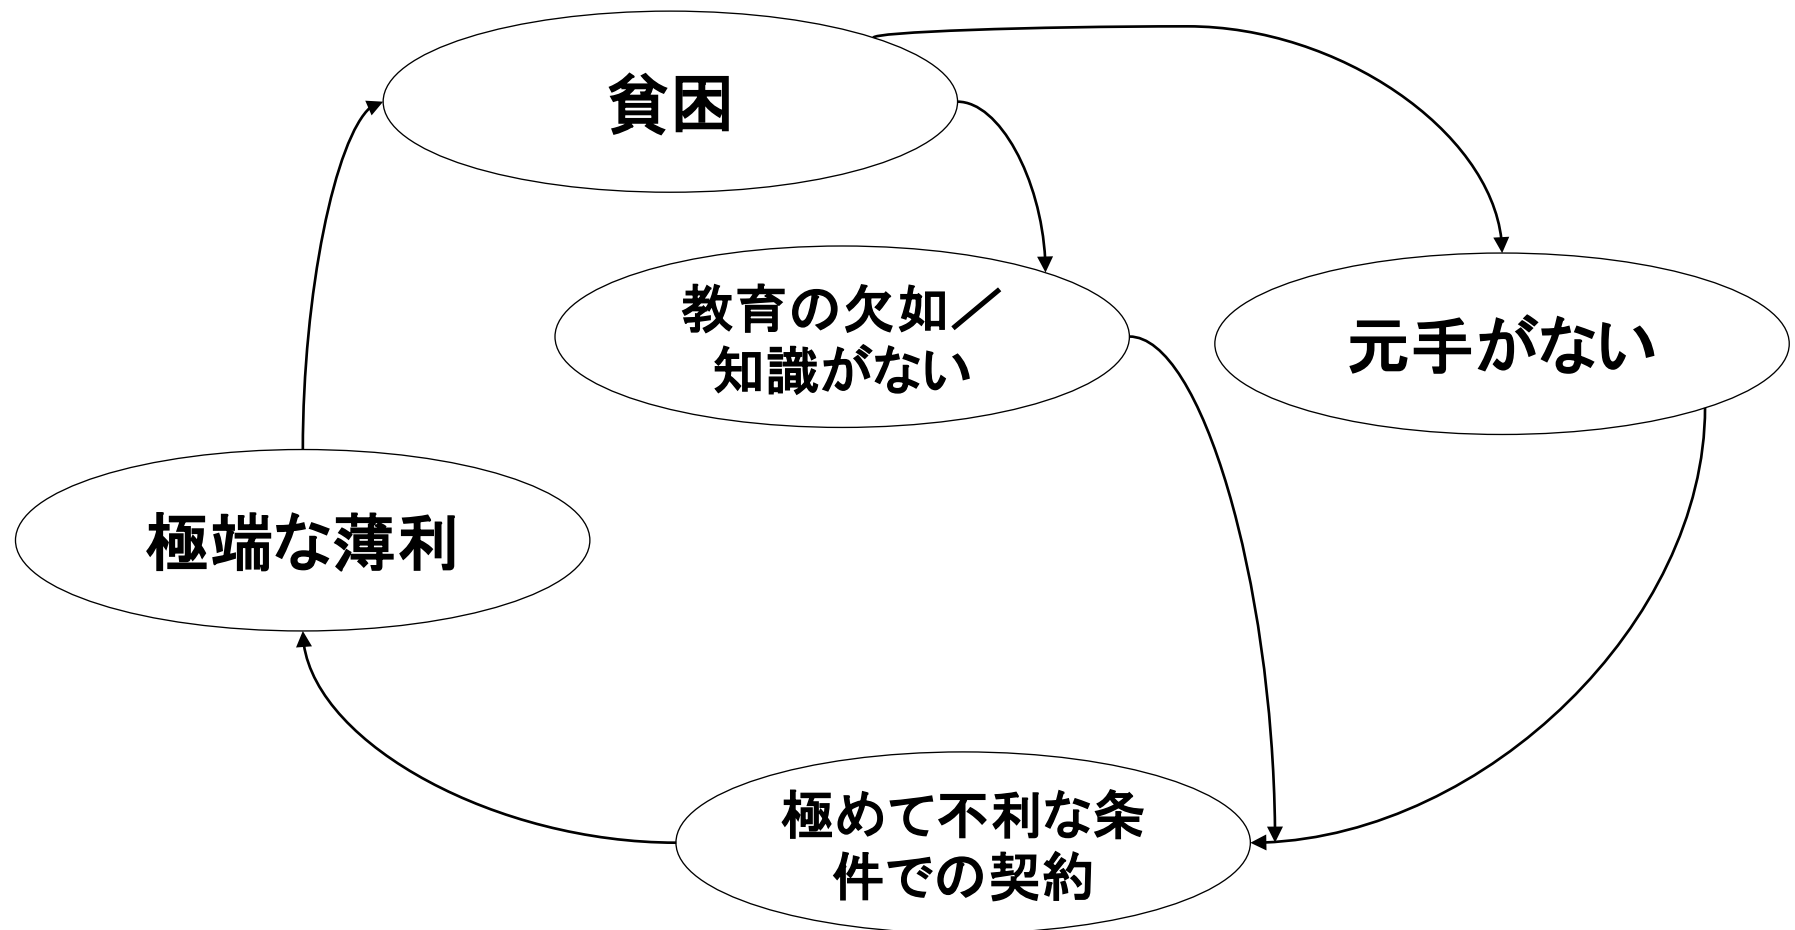 貧困
教育の欠如／
知識がない
元手がない
極端な薄利
極めて不利な条
件での契約